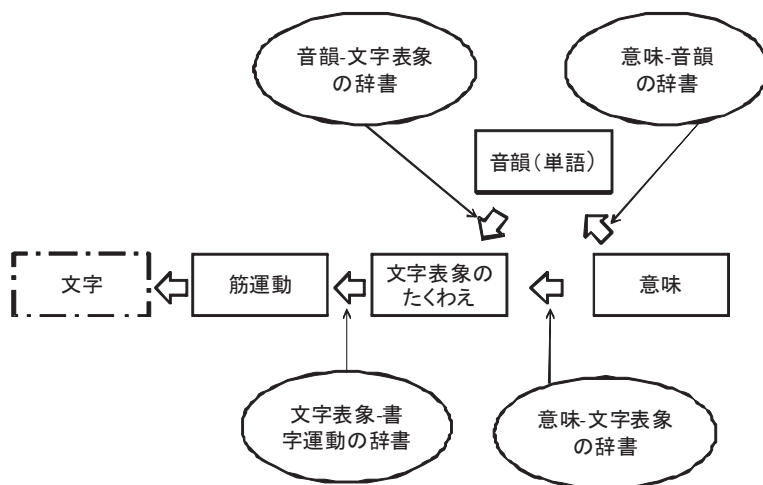 音韻-文字表象
の辞書
意味-音韻
の辞書
音韻（単語）
文字
筋運動
文字表象の
たくわえ
意味
文字表象-書
字運動の辞書
意味-文字表象
の辞書